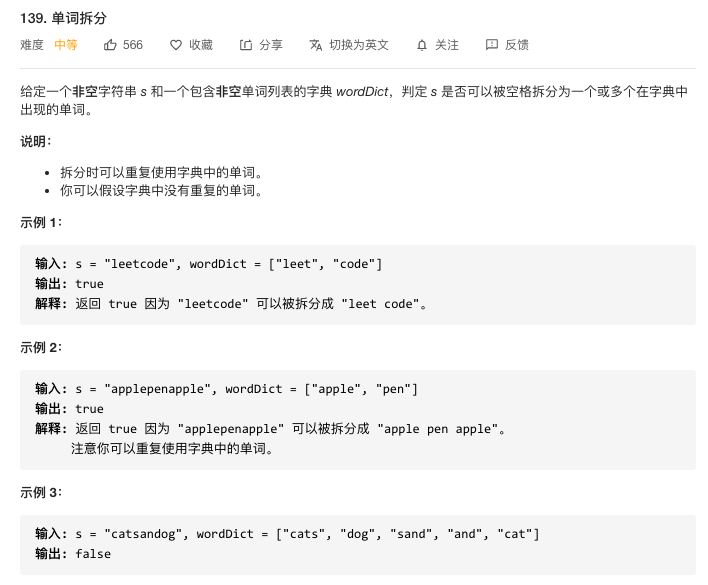 139. 单词拆分
难度 中等 566 收藏 分享 切换为英文 关注 反馈
给定一个非空字符串 s 和一个包含非空单词列表的字典 wordDict，判定 s 是否可以被空格拆分为一个或多个在字典中
出现的单词。
说明：
• 拆分时可以重复使用字典中的单词。
• 你可以假设字典中没有重复的单词。
示例 1：
输入: s = "leetcode", wordDict = ["leet", "code"]
输出: true
解释: 返回 true 因为 "leetcode" 可以被拆分成 "leet code"。
示例 2：
输入: s = "applepenapple", wordDict = ["apple", "pen"]
输出: true
解释: 返回 true 因为 "applepenapple" 可以被拆分成 "apple pen apple"。
注意你可以重复使用字典中的单词。
示例 3：
输入: s = "catsandog", wordDict = ["cats", "dog", "sand", "and", "cat"]
输出: false